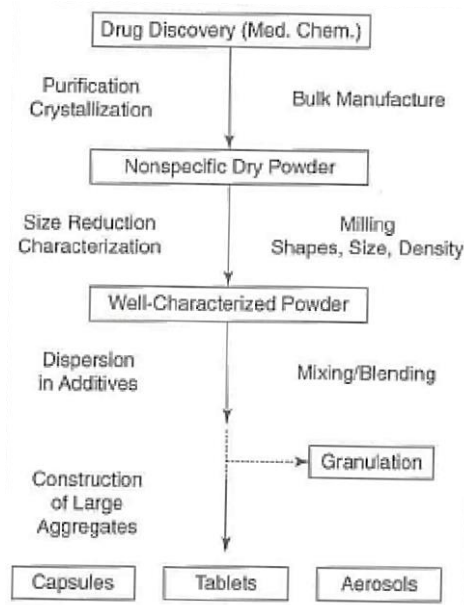 Drug Discovery (Med. Chem.)
Purification
Crystallization
Bulk Manufacture
Nonspecific Dry Powder
Size Reduction
Characterization
Milling
Shapes, Size, Density
Well-Characterized Powder
Dispersion
in Additives
Mixing/Blending
Granulation
Construction
of Large
Aggregates
Capsules
Tablets
Aerosols